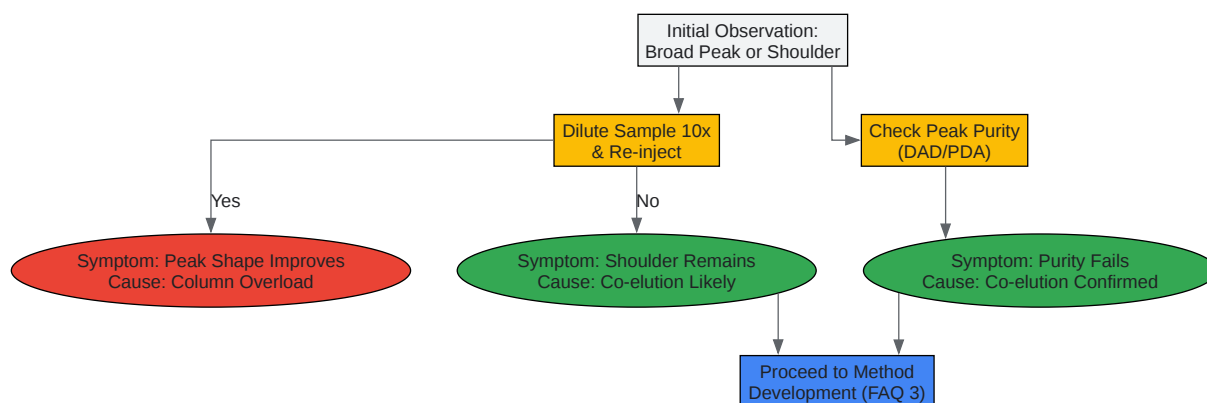 Initial Observation:
Broad Peak or Shoulder
Dilute Sample 10x
& Re-inject
Check Peak Purity
(DAD/PDA)
Yes
No
Symptom: Peak Shape Improves
Cause: Column Overload
Symptom: Shoulder Remains
Cause: Co-elution Likely
Symptom: Purity Fails
Cause: Co-elution Confirmed
Proceed to Method
Development (FAQ 3)